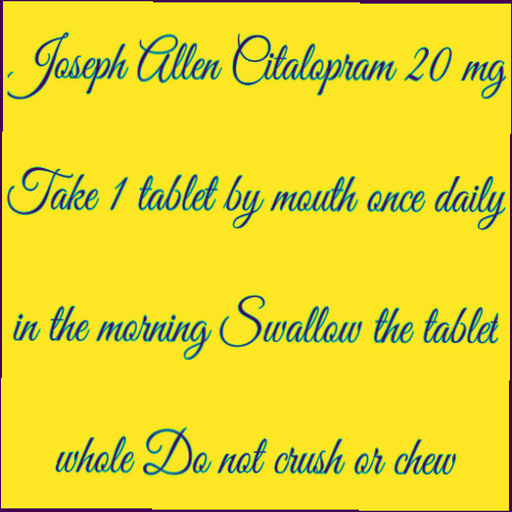 Joseph Allen Citalopram 20 mg
Take 1 tablet by mouth once daily
in the morning Swallow the tablet
whole Do not crush or chew